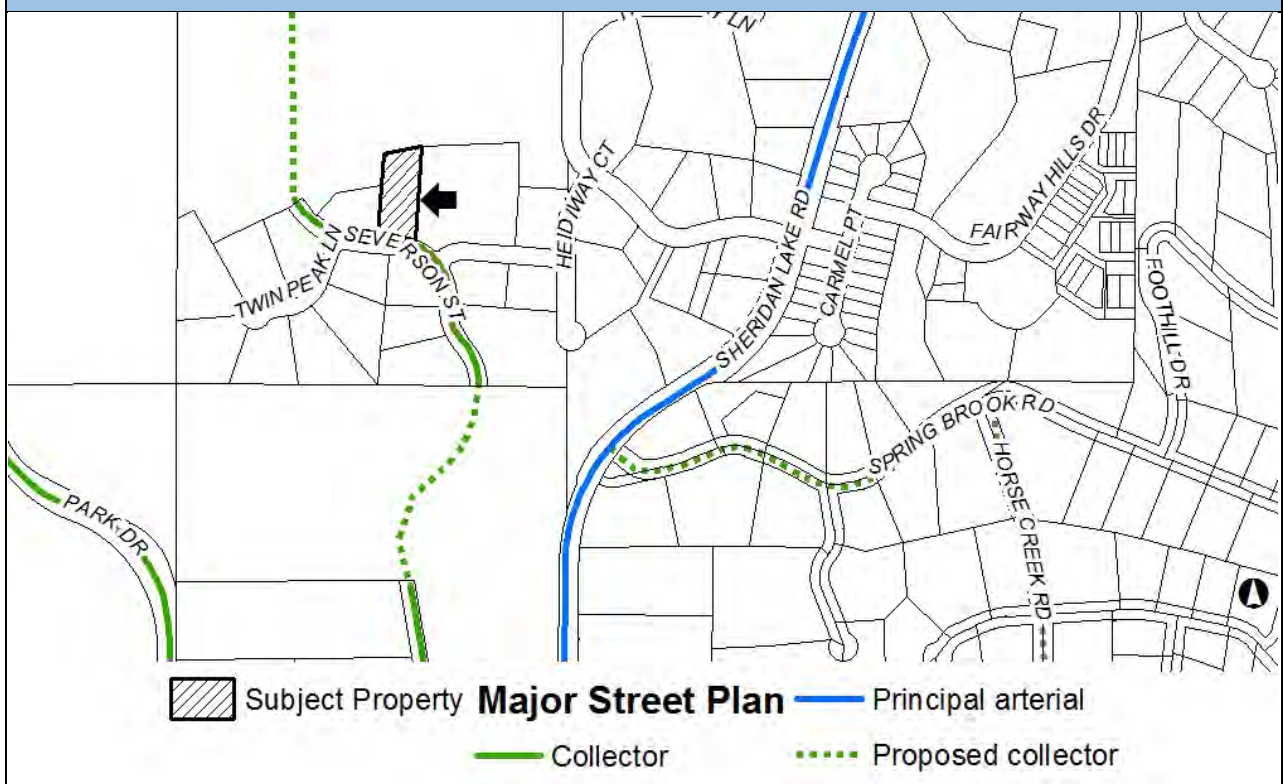 LN
HEIDIWAY CT
SHERIDAN LAKE RD
CARMEL PT
FAIRWAY HILLS DR
SEVERSON ST
TWIN PEAK LN
FOOTHILL DR
SPRING BROOK RD
HORSE CREEK RD
PARK DR
Subject Property Major Street Plan Principal arterial
Collector Proposed collector